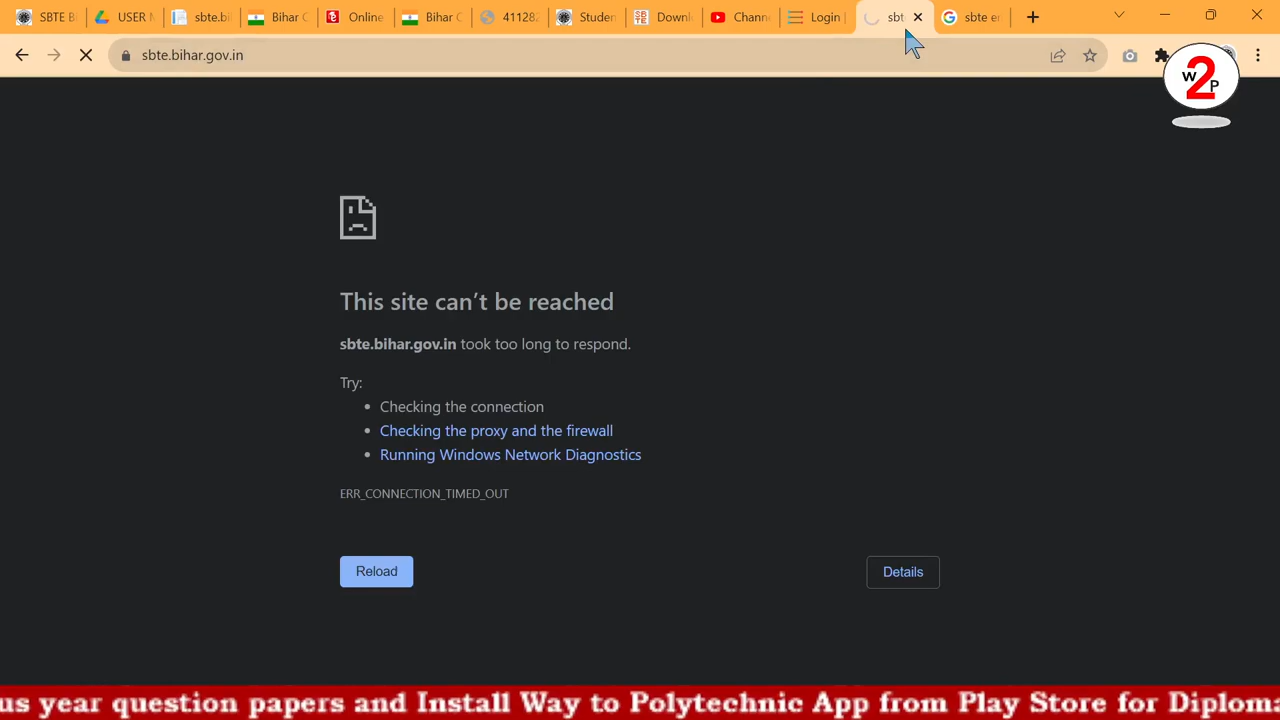 SBTE B
USER M
sbte.bi
Bihar C
Online
Bihar C
41128
Studen
Downl
Channe
Login
sbt
sbte er
sbte.bihar.gov.in
W2P
This site can't be reached
sbte.bihar.gov.in took too long to respond.
Try:
• Checking the connection
• Checking the proxy and the firewall
• Running Windows Network Diagnostics
ERR_CONNECTION_TIMED_OUT
Reload
Details
us year question papers and Install Way to Polytechnic App from Play Store for Diploma